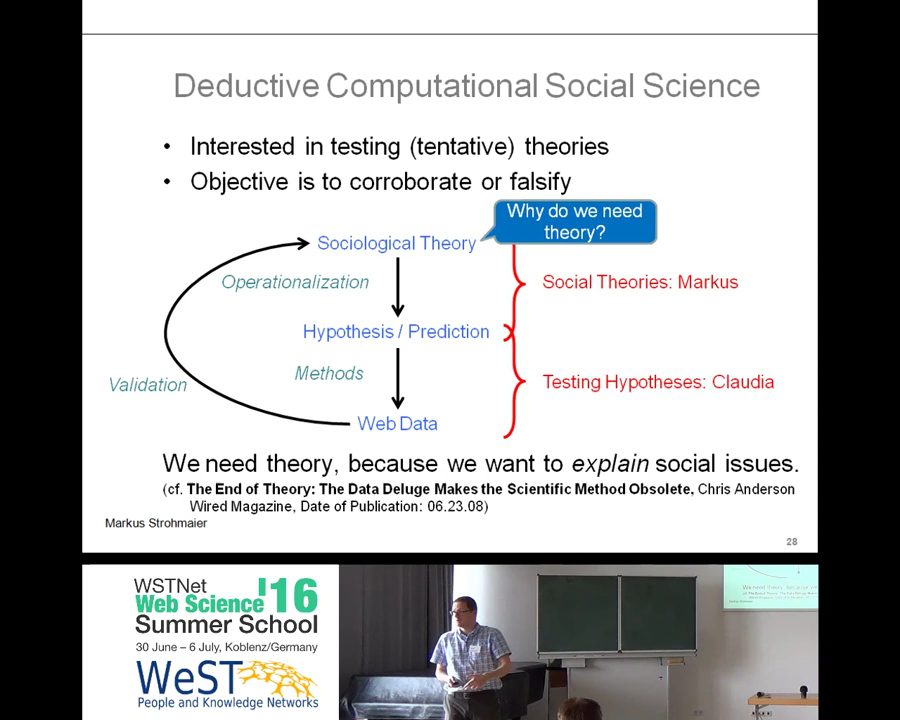 Deductive Computational Social Science
• Interested in testing (tentative) theories
• Objective is to corroborate or falsify
Why do we need
theory?
Sociological Theory
Operationalization
Social Theories: Markus
Hypothesis / Prediction
Methods
Testing Hypotheses: Claudia
Validation
Web Data
We need theory, because we want to explain social issues.
(cf. The End of Theory: The Data Deluge Makes the Scientific Method Obsolete, Chris Anderson
Wired Magazine, Date of Publication: 06.23.08)
Markus Strohmaier
28
WSTNet
Web Science '16
Summer School
30 June – 6 July, Koblenz/Germany
WeST
People and Knowledge Networks
We need theory, because